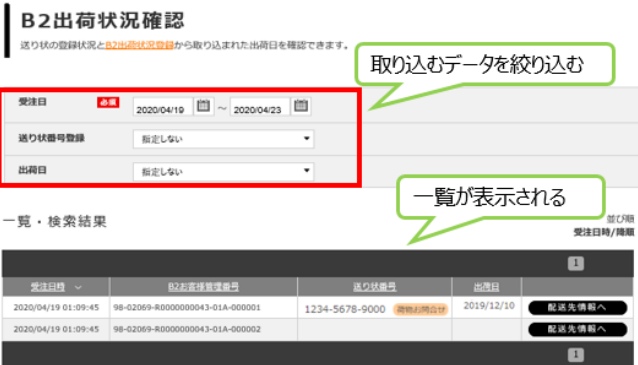 B2出荷状況確認
送り状の登録状況とB2出荷状況登録から取り込まれた出荷日を確認できます。
取り込むデータを絞り込む
受注日 必須 2020/04/19 ~ 2020/04/23
送り状番号登録 指定しない
出荷日 指定しない
一覧が表示される
一覧・検索結果
並び順
受注日時/降順
1
受注日時 B2お客様管理番号 送り状番号 出荷日
2020/04/19 01:09:45 98-02069-R0000000043-01A-000001 1234-5678-9000 荷物お問合せ 2019/12/10 配送先情報へ
2020/04/19 01:09:45 98-02069-R0000000043-01A-000002 配送先情報へ
1